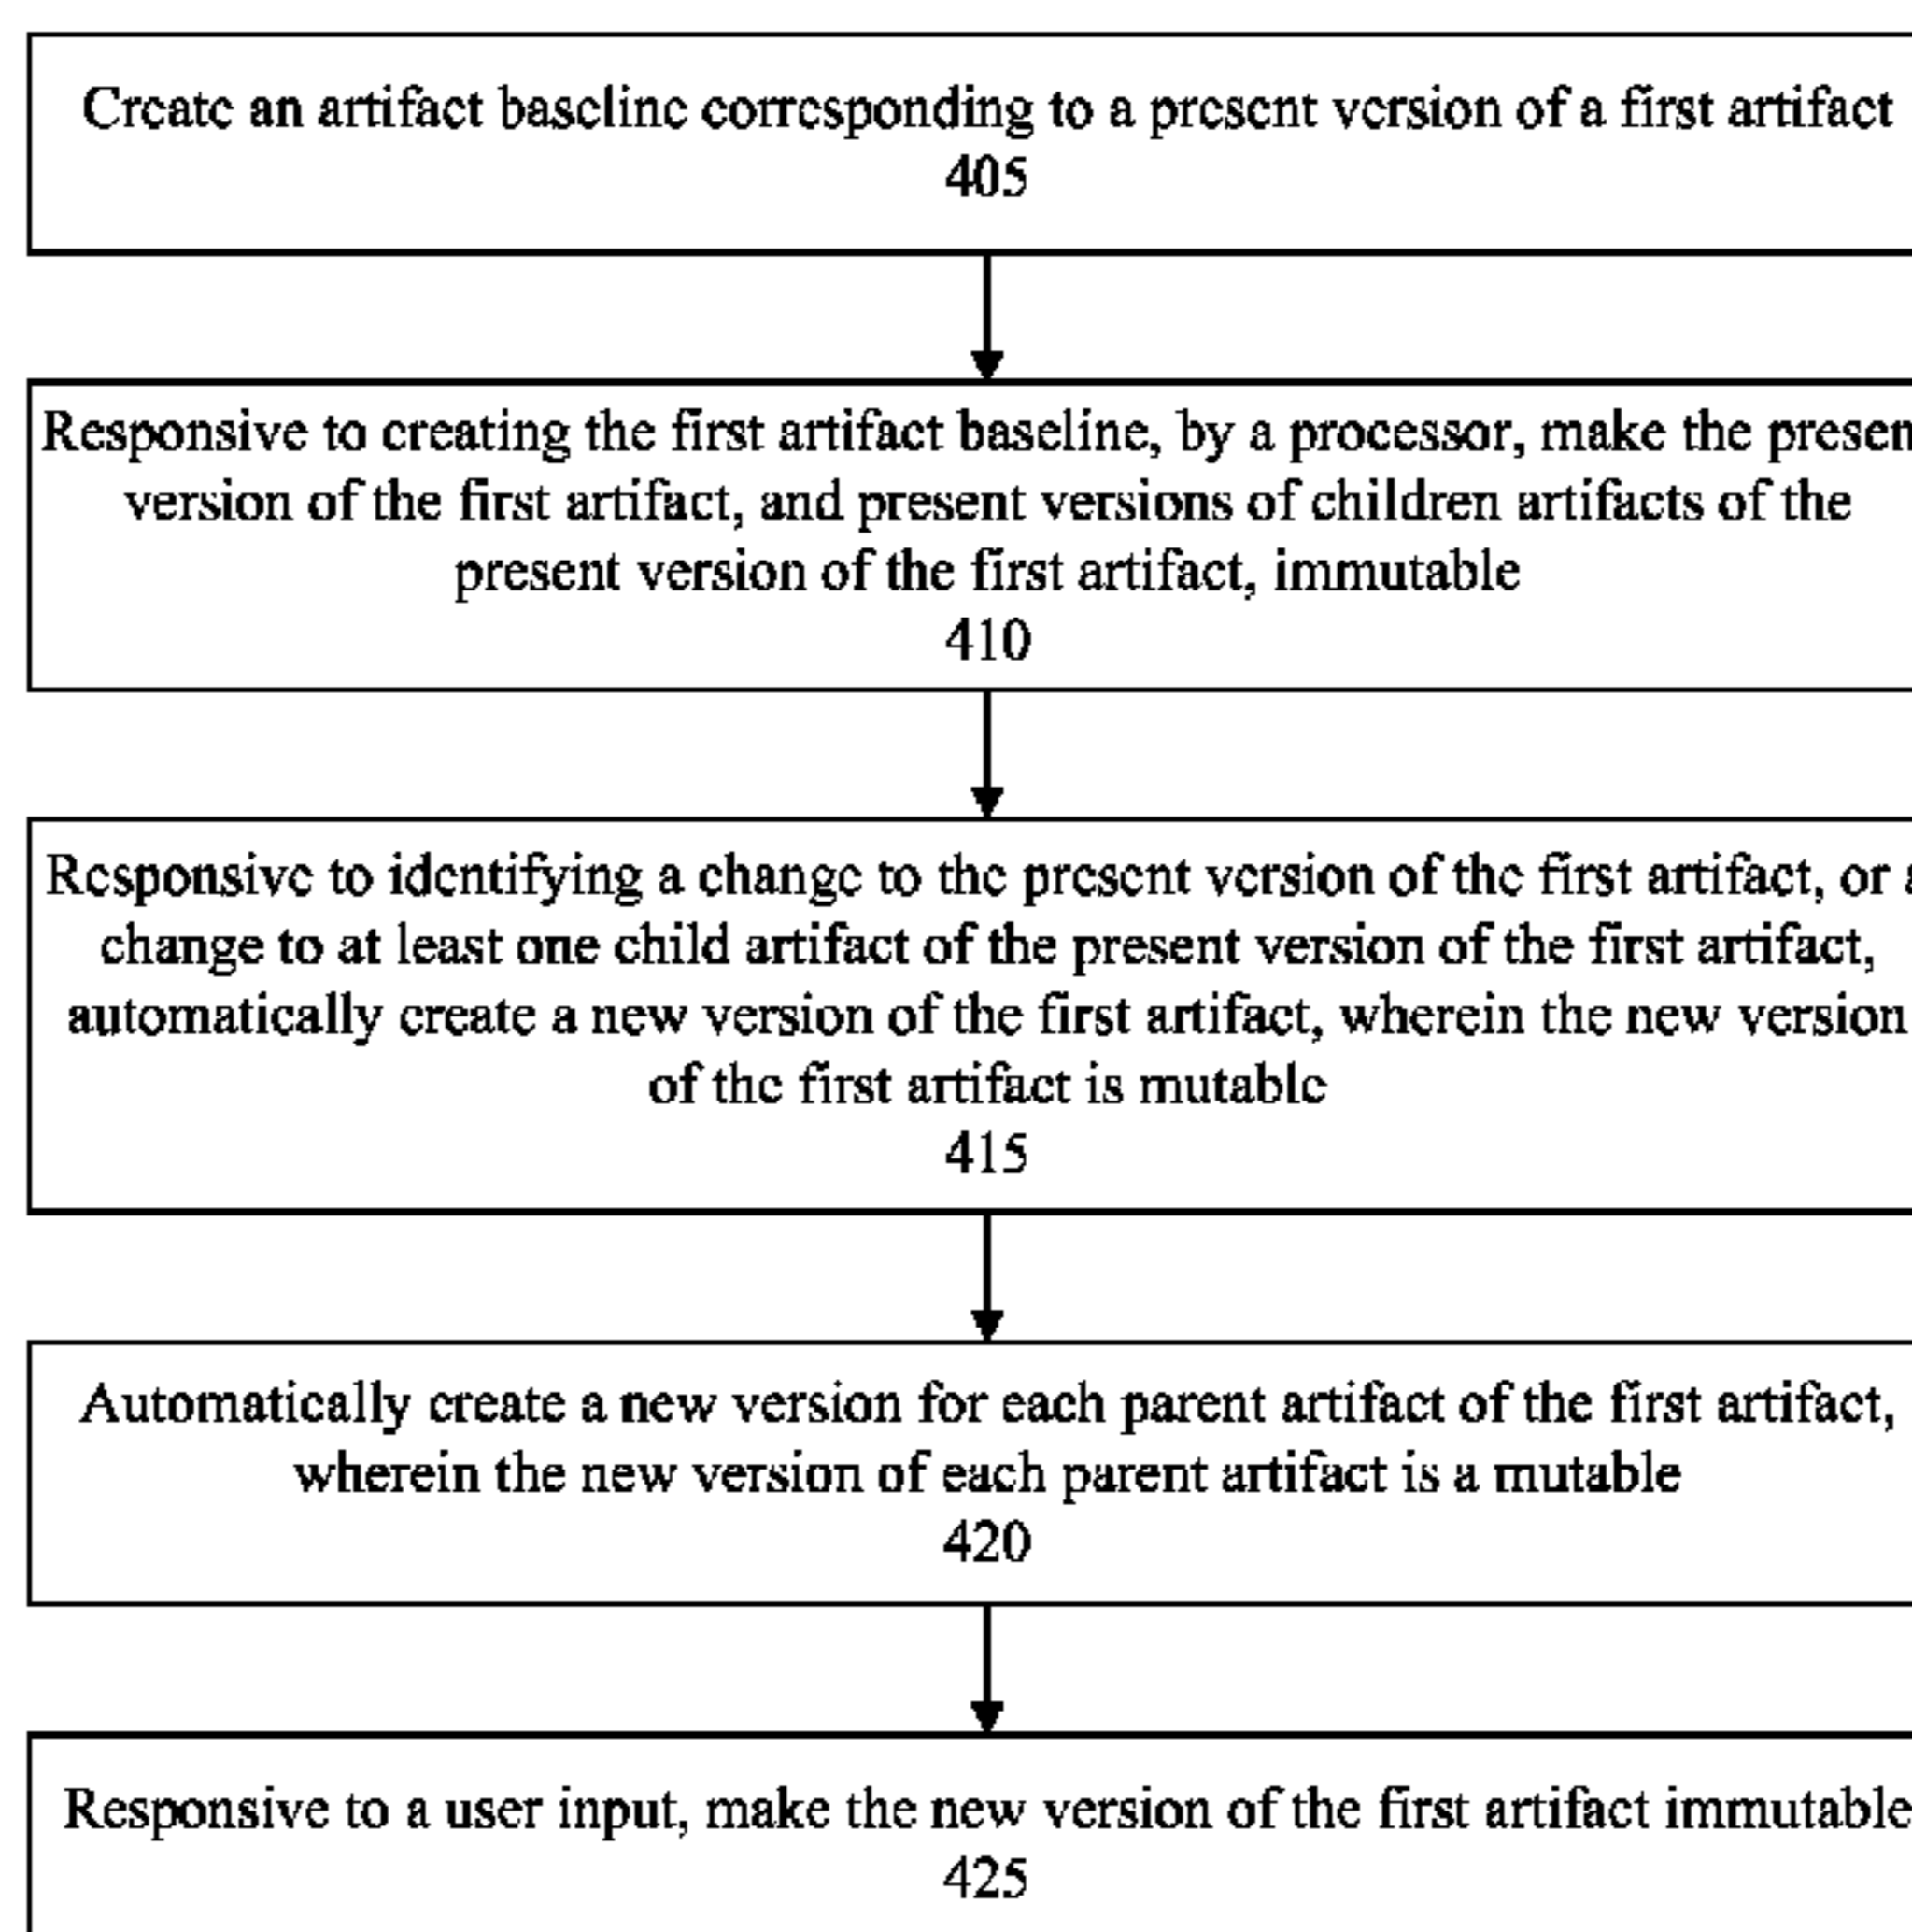 Create an artifact baseline corresponding to a present version of a first artifact
405
Responsive to creating the first artifact baseline, by a processor, make the presen
version of the first artifact, and present versions of children artifacts of the
present version of the first artifact, immutable
410
Responsive to identifying a change to the present version of the first artifact, or a
change to at least one child artifact of the present version of the first artifact,
automatically create a new version of the first artifact, wherein the new version
of the first artifact is mutable
415
Automatically create a new version for each parent artifact of the first artifact,
wherein the new version of each parent artifact is a mutable
420
Responsive to a user input, make the new version of the first artifact immutable
425